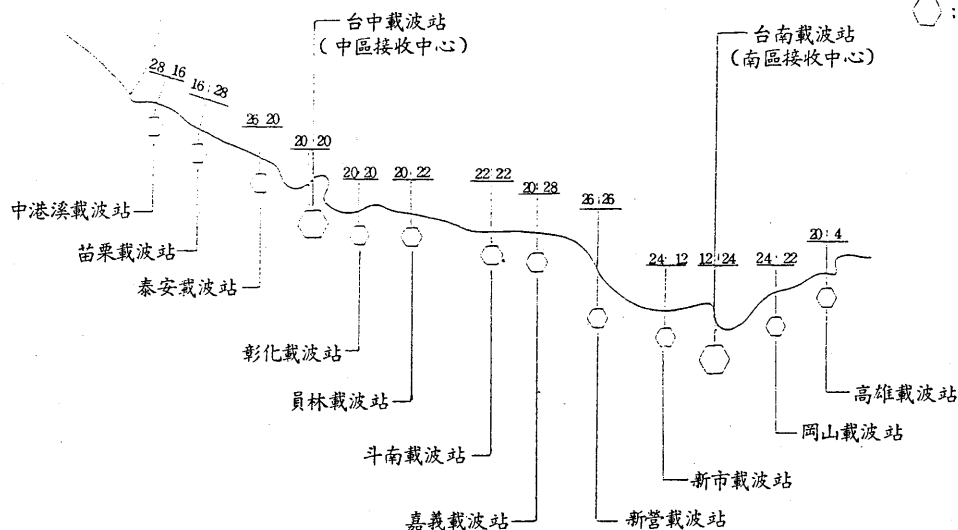 台中載波站
(中區接收中心)
台南載波站
(南區接收中心)
:
28 16
16 28
26 20
20 20
20 20
20 22
22 22
20 28
26 26
24 12
12 24
24 22
20 4
中港溪載波站
苗栗載波站
泰安載波站
彰化載波站
員林載波站
斗南載波站
嘉義載波站
新營載波站
新市載波站
岡山載波站
高雄載波站